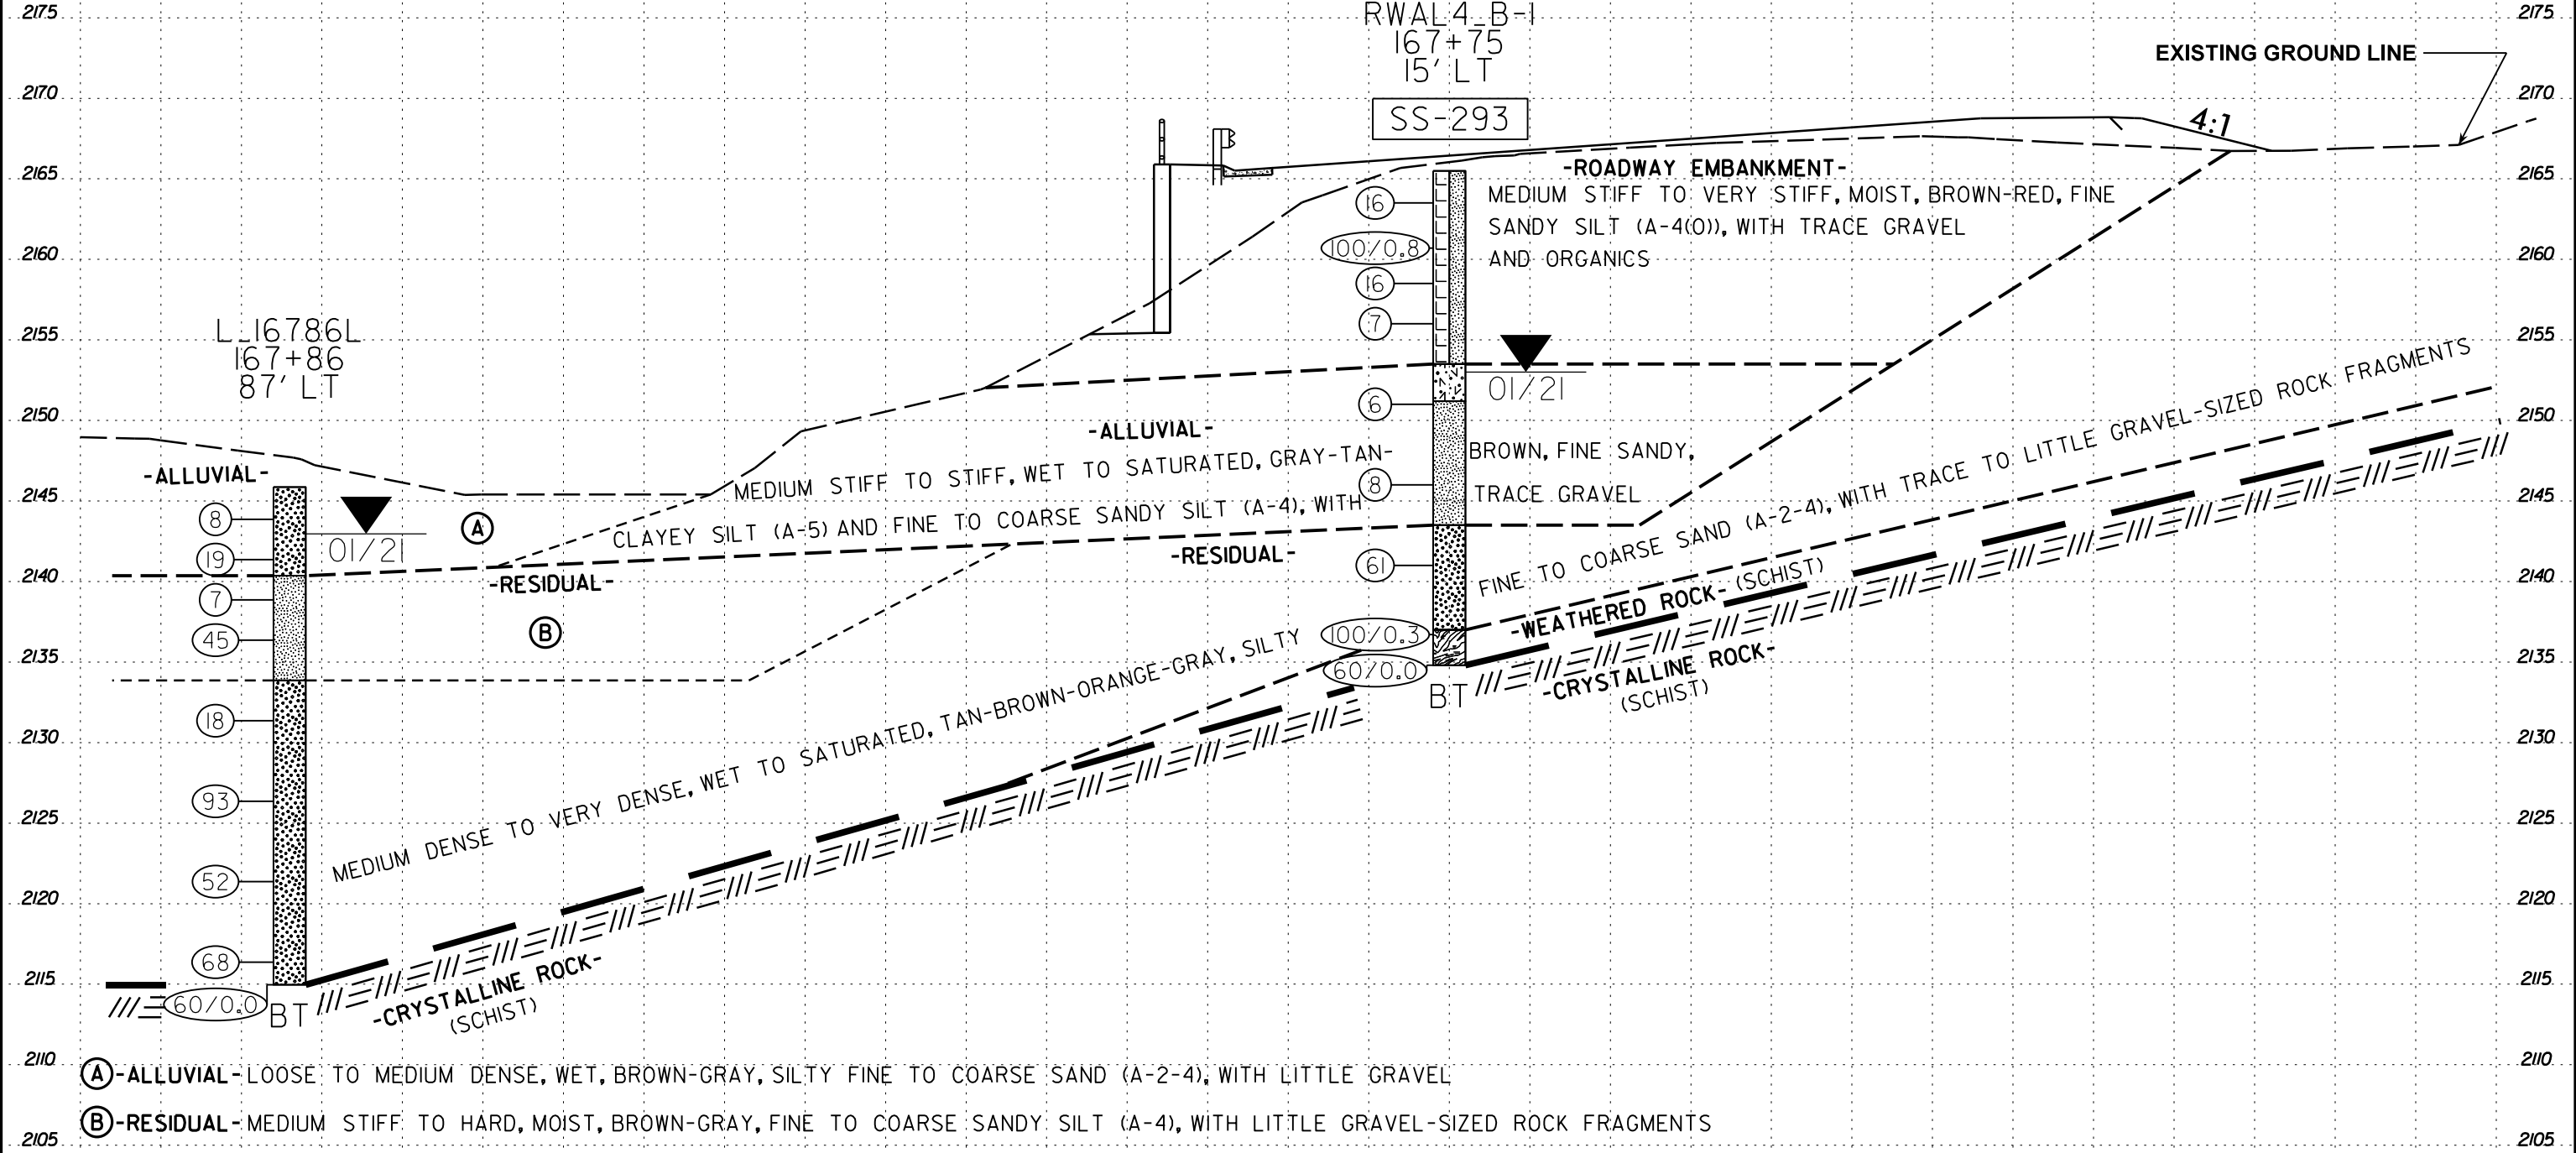 2175 2175
RWAL4_B-1
167+75
15' LT
EXISTING GROUND LINE
2170 2170
SS-293
4:1
2165 2165
-ROADWAY EMBANKMENT-
MEDIUM STIFF TO VERY STIFF, MOIST, BROWN-RED, FINE
SANDY SILT (A-4(0)), WITH TRACE GRAVEL
AND ORGANICS
16
100/0.8
16
7
2160 2160
2155 2155
L_16786L
167+86
87' LT
01/21
6
2150 2150
-ALLUVIAL-
MEDIUM STIFF TO STIFF, WET TO SATURATED, GRAY-TAN-
BROWN, FINE SANDY,
CLAYEY SILT (A-5) AND FINE TO COARSE SANDY SILT (A-4), WITH
TRACE GRAVEL
8
-ALLUVIAL-
2145 2145
8
A
01/21
19
-RESIDUAL-
-RESIDUAL-
61
2140 2140
7
B
45
MEDIUM DENSE TO VERY DENSE, WET TO SATURATED, TAN-BROWN-ORANGE-GRAY, SILTY
FINE TO COARSE SAND (A-2-4), WITH TRACE TO LITTLE GRAVEL-SIZED ROCK FRAGMENTS
-WEATHERED ROCK- (SCHIST)
100/0.3
60/0.0
BT
-CRYSTALLINE ROCK-
(SCHIST)
2135 2135
18
2130 2130
93
2125 2125
52
2120 2120
68
2115 2115
60/0.0
BT
-CRYSTALLINE ROCK-
(SCHIST)
2110 2110
A -ALLUVIAL- LOOSE TO MEDIUM DENSE, WET, BROWN-GRAY, SILTY FINE TO COARSE SAND (A-2-4), WITH LITTLE GRAVEL
B -RESIDUAL- MEDIUM STIFF TO HARD, MOIST, BROWN-GRAY, FINE TO COARSE SANDY SILT (A-4), WITH LITTLE GRAVEL-SIZED ROCK FRAGMENTS
2105 2105